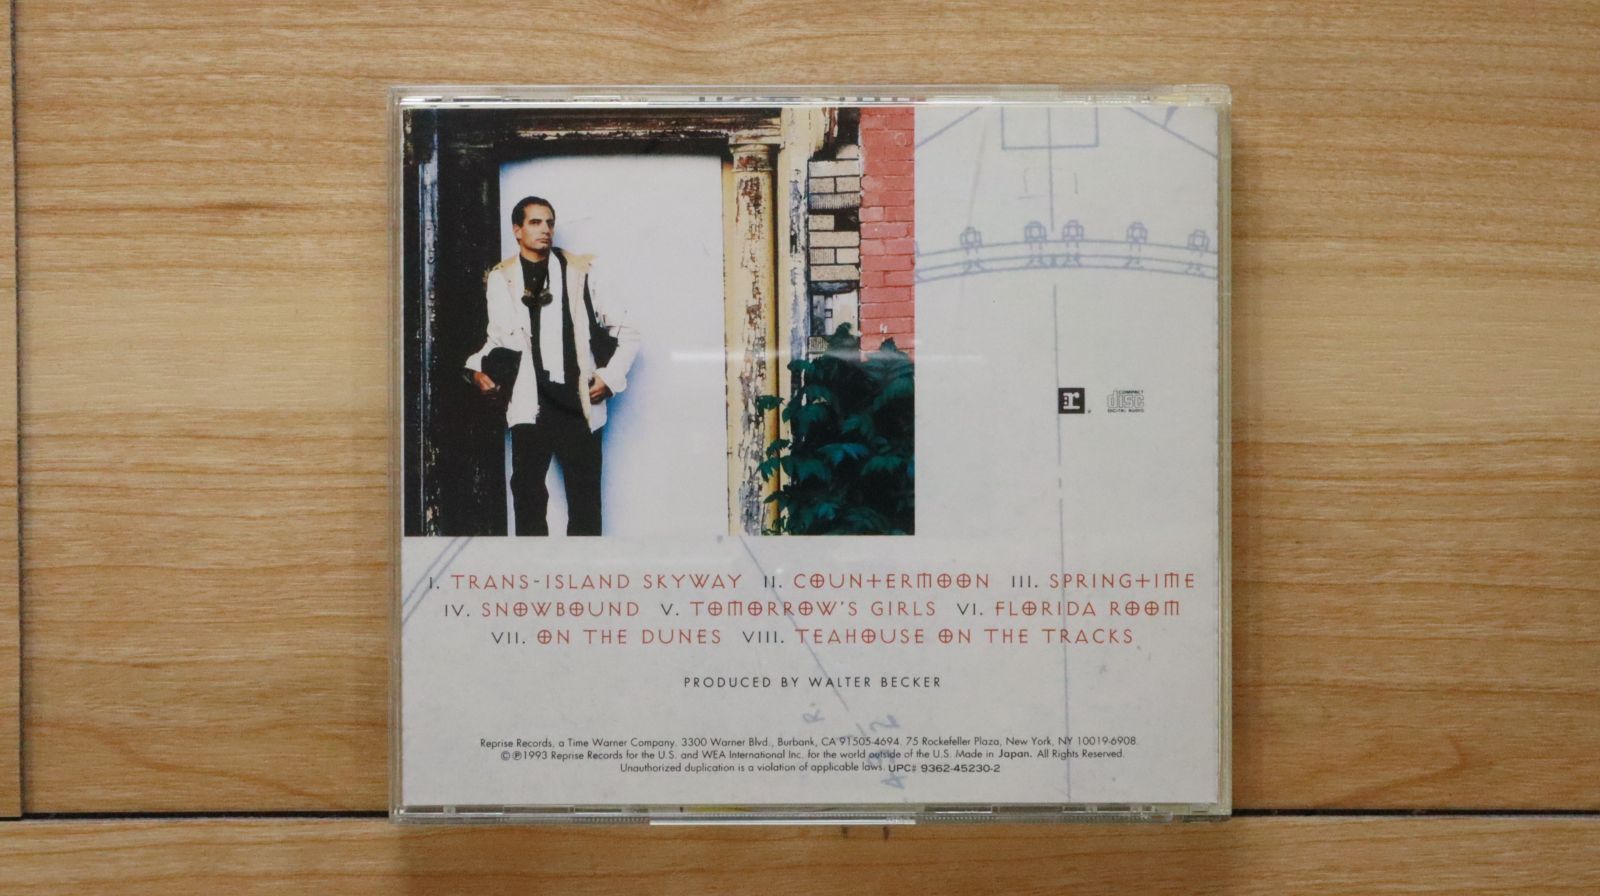 COMPACT
disc
DIGITAL AUDIO
I. TRANS-ISLAND SKYWAY II. COUNTERMOON III. SPRINGTIME
IV. SNOWBOUND V. TOMORROW'S GIRLS VI. FLORIDA ROOM
VII. ON THE DUNES VIII. TEAHOUSE ON THE TRACKS
PRODUCED BY WALTER BECKER
Reprise Records, a Time Warner Company. 3300 Warner Blvd., Burbank, CA 91505-4694. 75 Rockefeller Plaza, New York, NY 10019-6908.
©℗1993 Reprise Records for the U.S. and WEA International Inc. for the world outside of the U.S. Made in Japan. All Rights Reserved.
Unauthorized duplication is a violation of applicable laws. UPC# 9362-45230-2